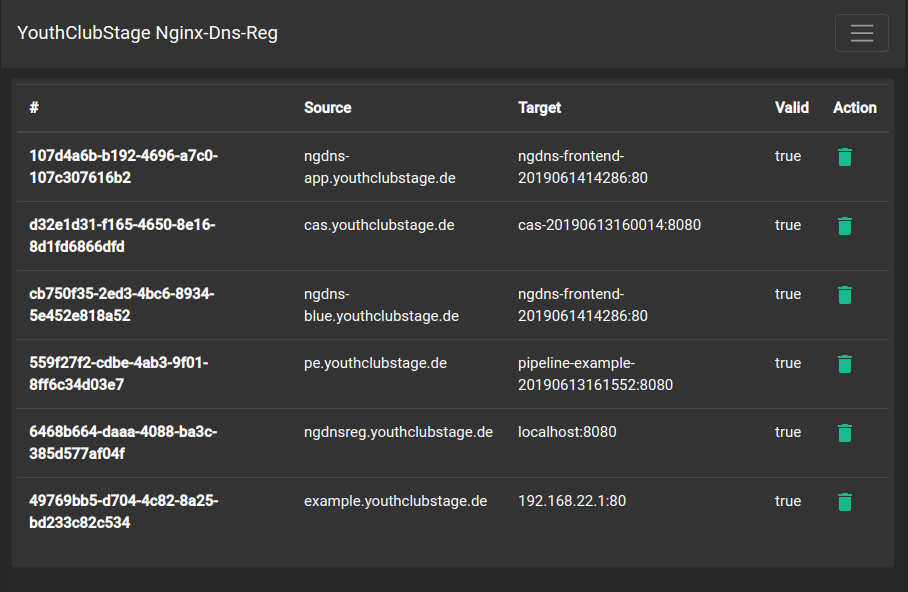 YouthClubStage Nginx-Dns-Reg
# Source Target Valid Action
107d4a6b-b192-4696-a7c0- ngdns- ngdns-frontend- true
107c307616b2 app.youthclubstage.de 2019061414286:80
d32e1d31-f165-4650-8e16- cas.youthclubstage.de cas-20190613160014:8080 true
8d1fd6866dfd
cb750f35-2ed3-4bc6-8934- ngdns- ngdns-frontend- true
5e452e818a52 blue.youthclubstage.de 2019061414286:80
559f27f2-cdbe-4ab3-9f01- pe.youthclubstage.de pipeline-example- true
8ff6c34d03e7 20190613161552:8080
6468b664-daaa-4088-ba3c- ngdnsreg.youthclubstage.de localhost:8080 true
385d577af04f
49769bb5-d704-4c82-8a25- example.youthclubstage.de 192.168.22.1:80 true
bd233c82c534